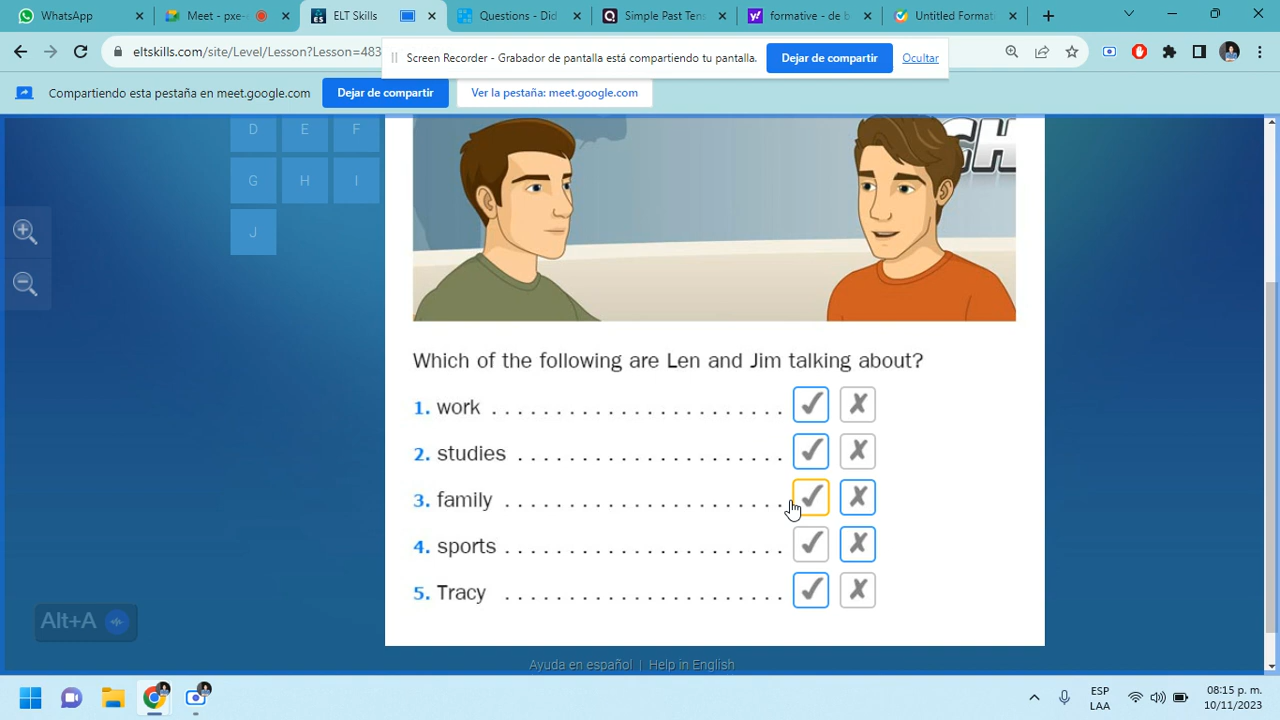 WhatsApp
Meet - pxe-
ELT Skills
Questions - Did
Simple Past Tens
formative - de b
Untitled Format
eltskills.com/site/Level/Lesson?Lesson=483
Screen Recorder - Grabador de pantalla está compartiendo tu pantalla.
Dejar de compartir
Ocultar
Compartiendo esta pestaña en meet.google.com
Dejar de compartir
Ver la pestaña: meet.google.com
D E F
G H I
J
Which of the following are Len and Jim talking about?
1. work
2. studies
3. family
4. sports
5. Tracy
Alt+A
Ayuda en español | Help in English
ESP
LAA
08:15 p. m.
10/11/2023